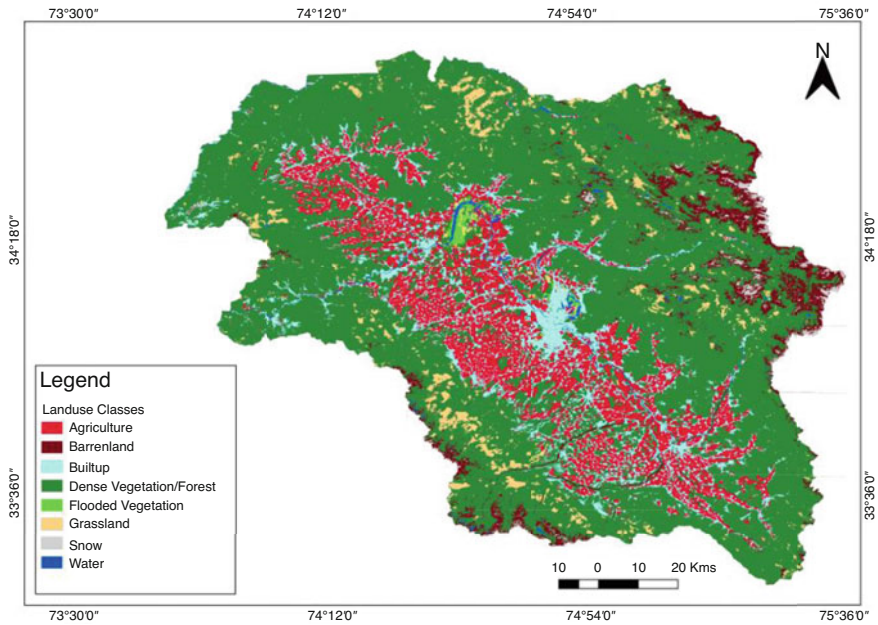 73°30'0" 74°12'0" 74°54'0" 75°36'0"
N
34°18'0" 34°18'0"
Legend
Landuse Classes
Agriculture
Barrenland
Builtup
Dense Vegetation/Forest
Flooded Vegetation
Grassland
Snow
Water
33°36'0" 33°36'0"
10 0 10 20 Kms
73°30'0" 74°12'0" 74°54'0" 75°36'0"